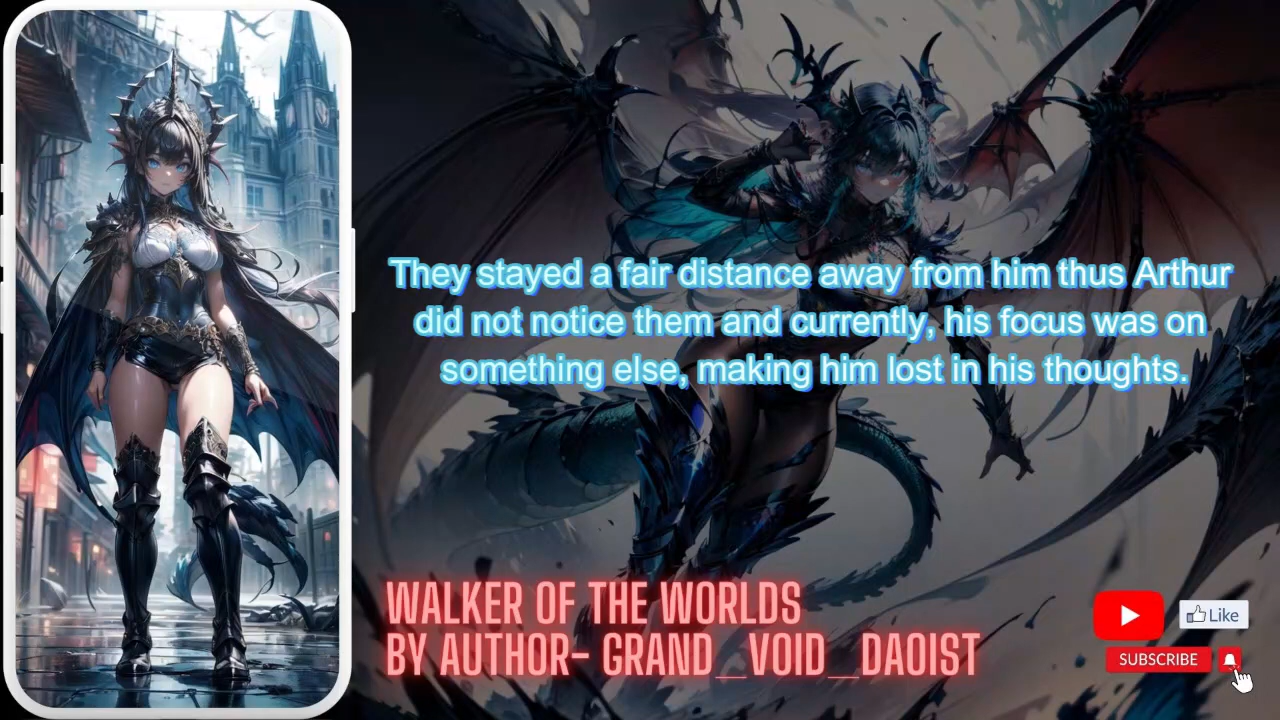 They stayed a fair distance away from him thus Arthur
did not notice them and currently, his focus was on
something else, making him lost in his thoughts.
WALKER OF THE WORLDS
BY AUTHOR- GRAND_VOID_DAOIST
Like
SUBSCRIBE